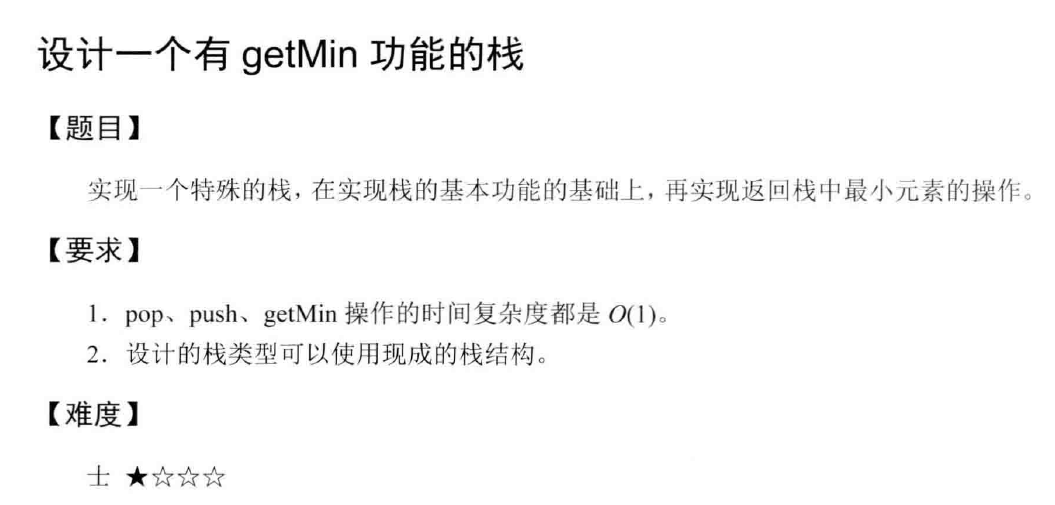 设计一个有 getMin 功能的栈
【题目】
实现一个特殊的栈，在实现栈的基本功能的基础上，再实现返回栈中最小元素的操作。
【要求】
1．pop、push、getMin 操作的时间复杂度都是 O(1)。
2．设计的栈类型可以使用现成的栈结构。
【难度】
士 ★☆☆☆